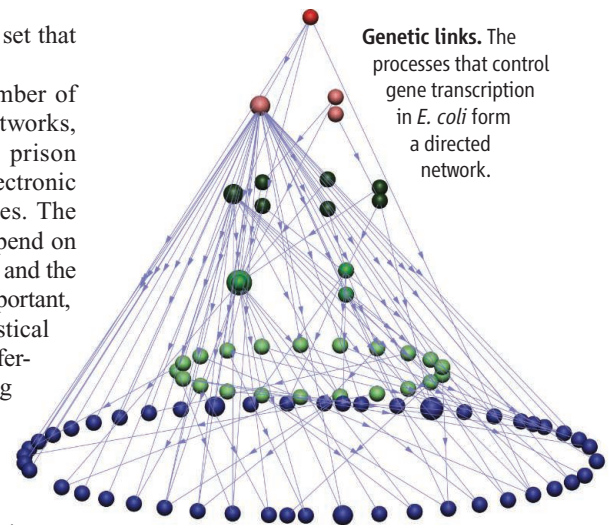 set that
mber of
tworks,
prison
ectronic
es. The
pend on
and the
portant,
stical
fer-
g
Genetic links. The
processes that control
gene transcription
in E. coli form
a directed
network.